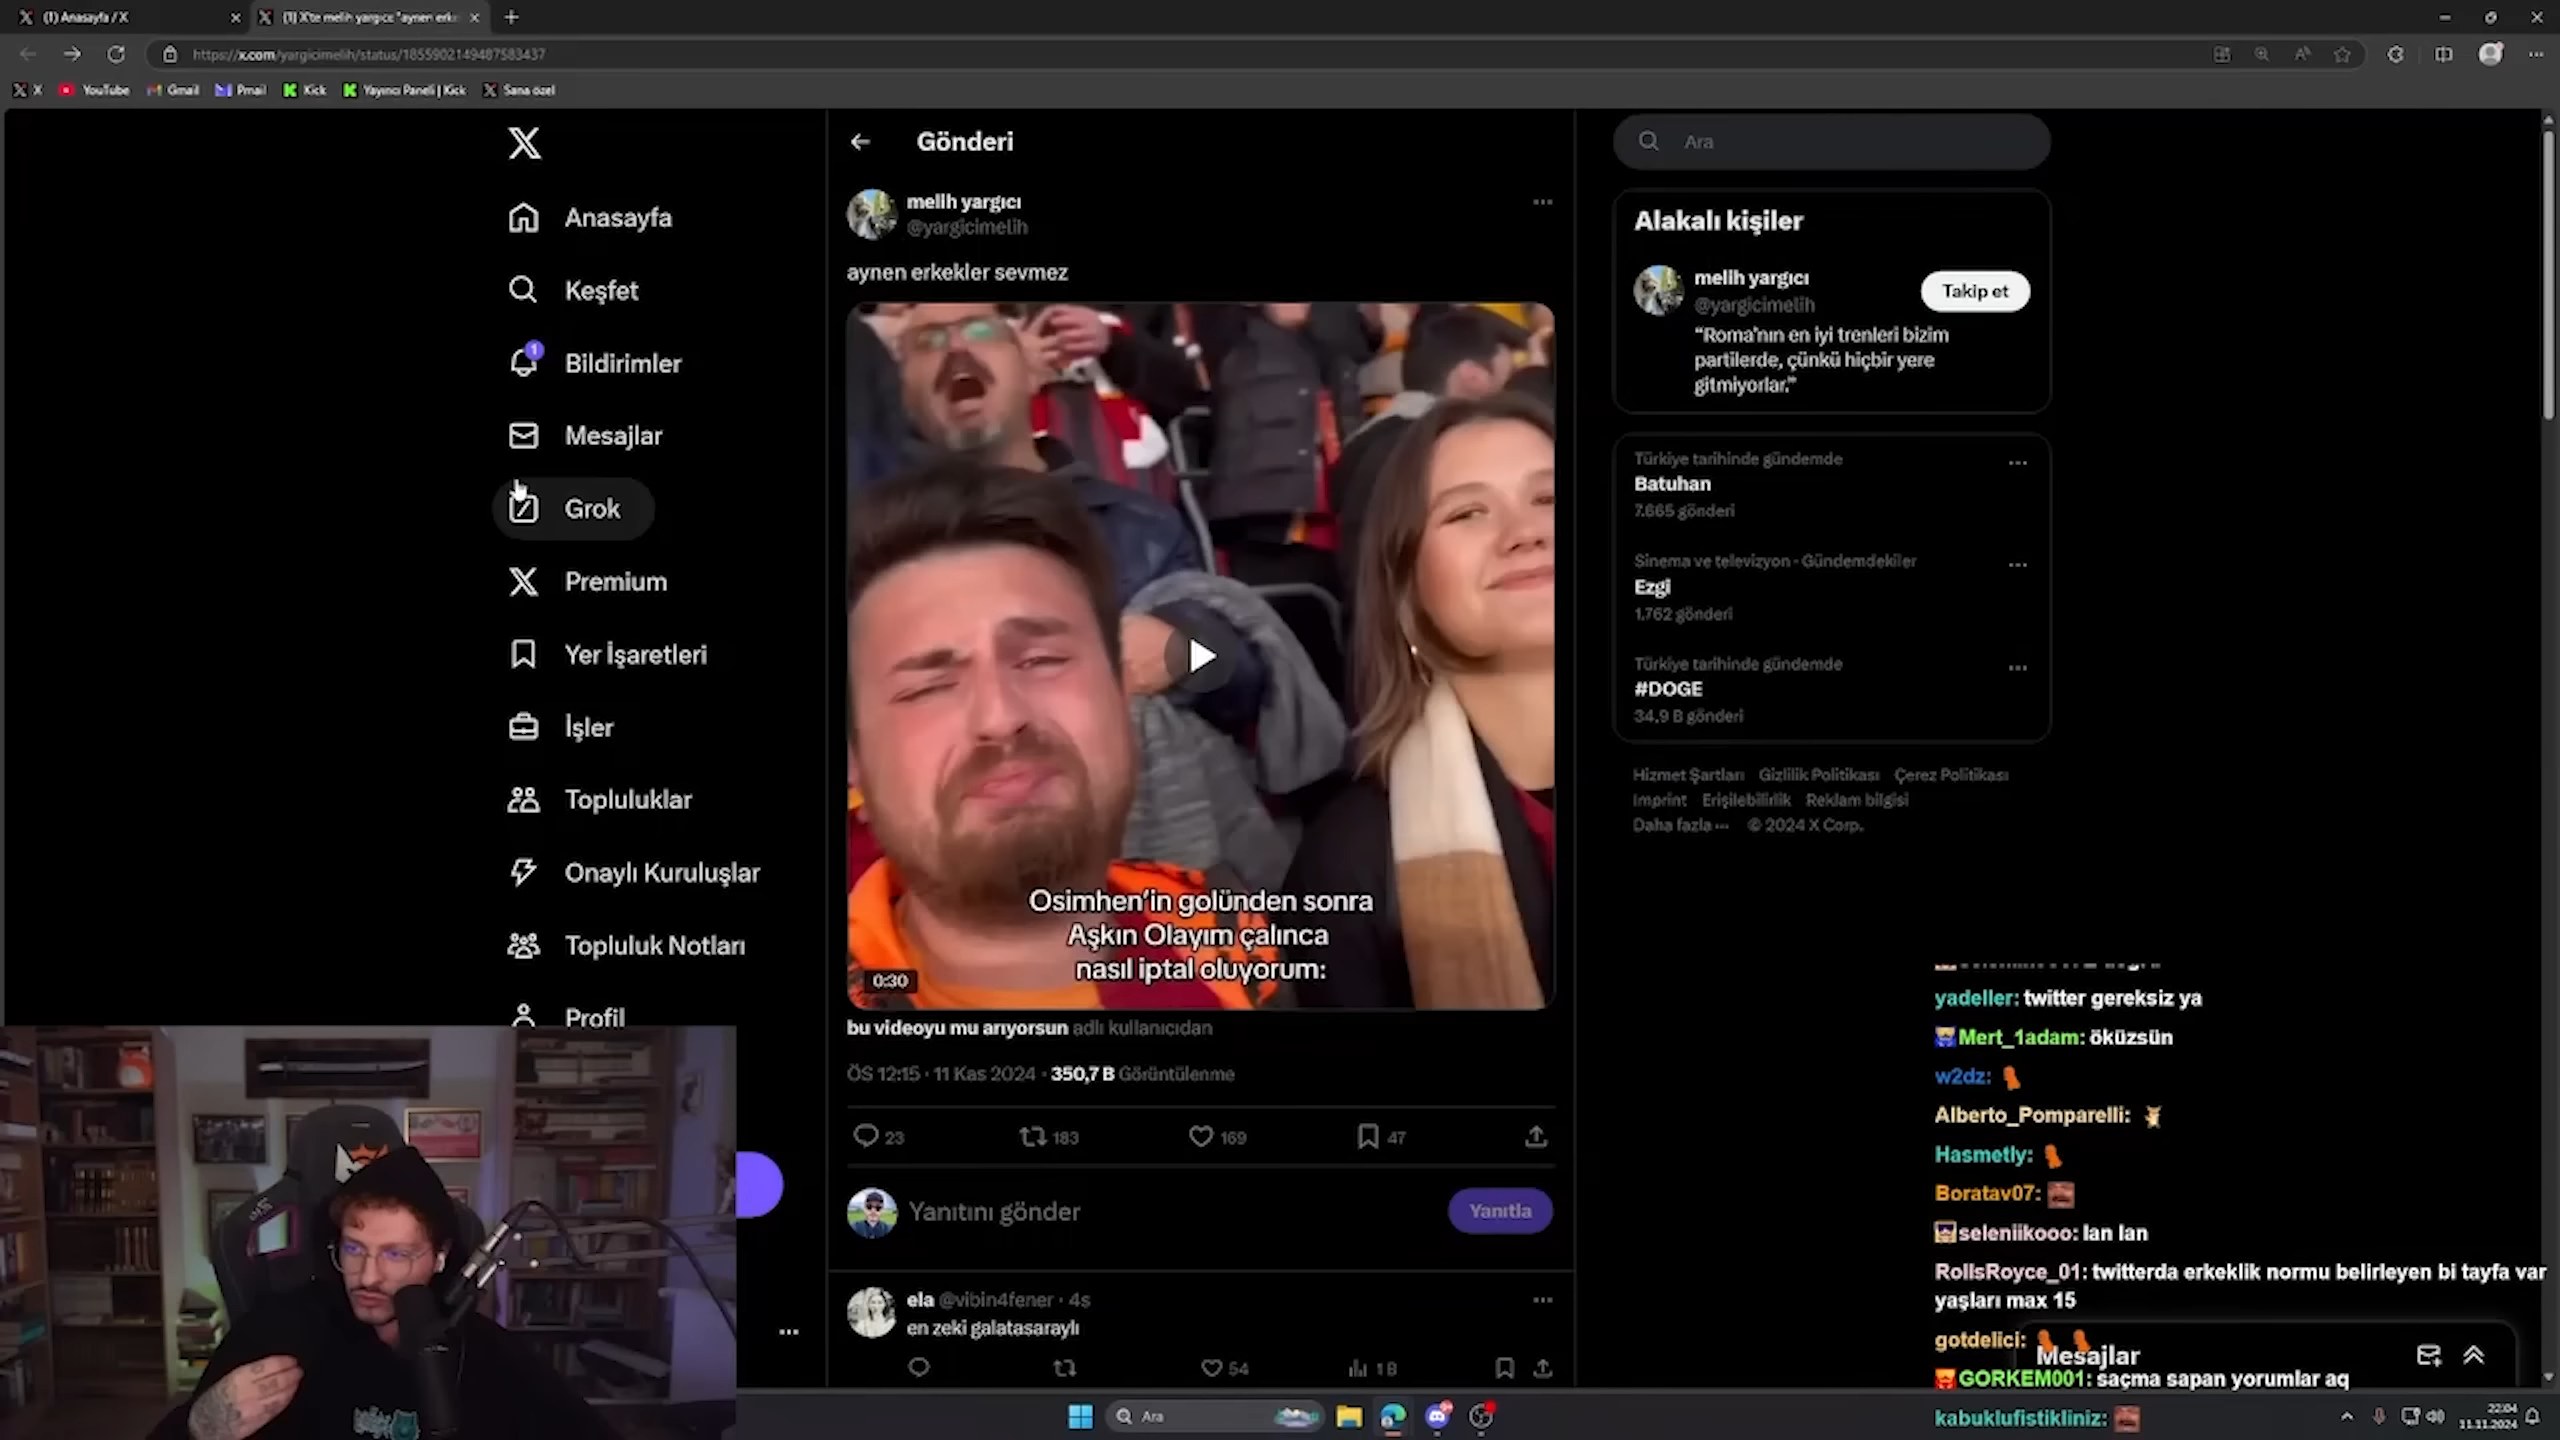 (1) Anasayfa / X
(1) X'te melih yargıcı: "aynen erke
https://x.com/yargicimelih/status/1855902149487583437
X
YouTube
Gmail
Pmail
Kick
Yayıncı Paneli | Kick
Sana özel
Anasayfa
Keşfet
1
Bildirimler
Mesajlar
Grok
Premium
Yer İşaretleri
İşler
Topluluklar
Onaylı Kuruluşlar
Topluluk Notları
Profil
Gönderi
melih yargıcı
@yargicimelih
aynen erkekler sevmez
Osimhen'in golünden sonra
Aşkın Olayım çalınca
nasıl iptal oluyorum:
0:30
bu videoyu mu arıyorsun adlı kullanıcıdan
ÖS 12:15 · 11 Kas 2024 · 350,7 B Görüntülenme
23
183
169
47
Yanıtını gönder
Yanıtla
ela @vibin4fener · 4s
en zeki galatasaraylı
54
1 B
Ara
Alakalı kişiler
melih yargıcı
@yargicimelih
Takip et
"Roma'nın en iyi trenleri bizim
partilerde, çünkü hiçbir yere
gitmiyorlar."
Türkiye tarihinde gündemde
Batuhan
7.665 gönderi
Sinema ve televizyon · Gündemdekiler
Ezgi
1.762 gönderi
Türkiye tarihinde gündemde
#DOGE
34,9 B gönderi
Hizmet Şartları Gizlilik Politikası Çerez Politikası
Imprint Erişilebilirlik Reklam bilgisi
Daha fazla ··· © 2024 X Corp.
yadeller: twitter gereksiz ya
Mert_1adam: öküzsün
w2dz:
Alberto_Pomparelli:
Hasmetly:
Boratav07:
seleniikooo: lan lan
RollsRoyce_01: twitterda erkeklik normu belirleyen bi tayfa var
yaşları max 15
gotdelici:
Mesajlar
GORKEM001: saçma sapan yorumlar aq
kabuklufistikliniz:
Ara
22:04
11.11.2024